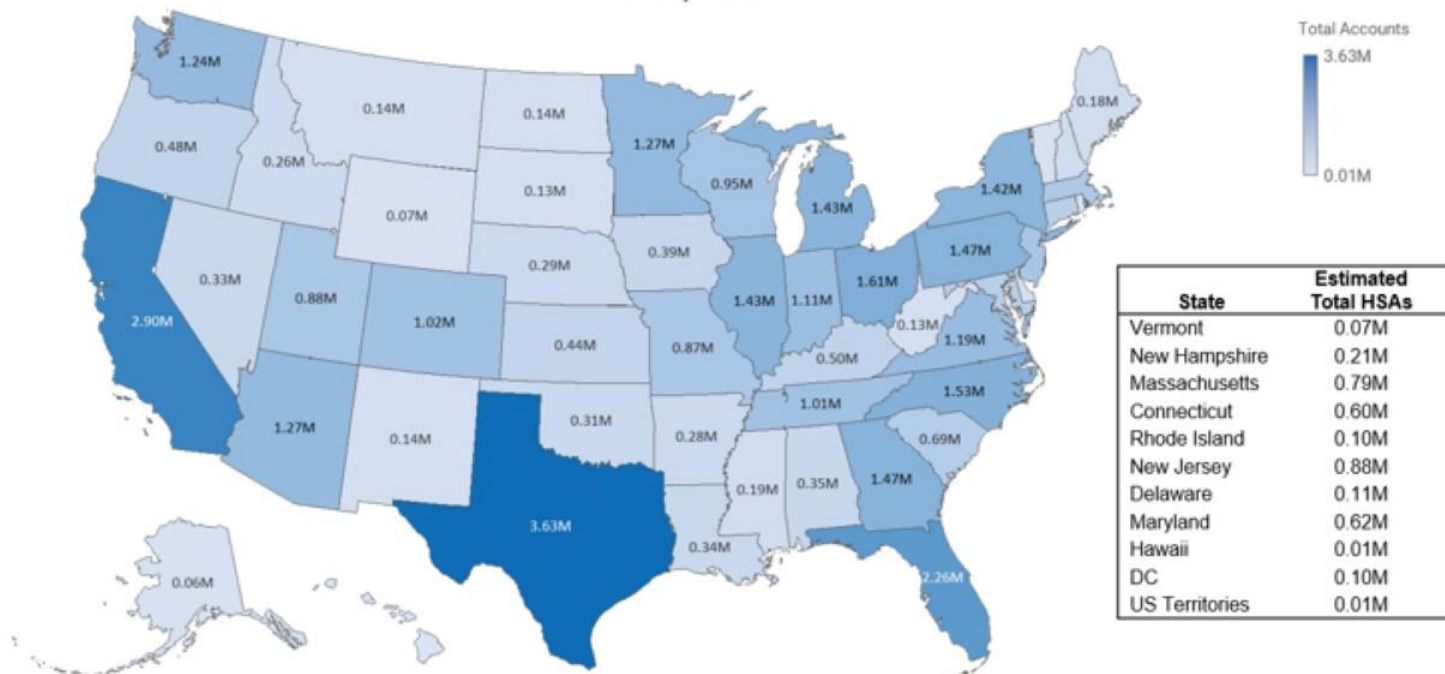 Total Accounts
3.63M
0.01M
1.24M
0.14M
0.14M
1.27M
0.18M
0.48M
0.26M
0.13M
0.95M
1.43M
1.42M
0.07M
0.39M
1.47M
0.33M
0.88M
0.29M
1.43M
1.11M
1.61M
2.90M
1.02M
0.44M
0.87M
0.50M
0.13M
1.19M
1.27M
0.14M
0.31M
0.28M
1.01M
1.53M
0.69M
3.63M
0.34M
0.19M
0.35M
1.47M
2.26M
0.06M
State Estimated Total HSAs
Vermont 0.07M
New Hampshire 0.21M
Massachusetts 0.79M
Connecticut 0.60M
Rhode Island 0.10M
New Jersey 0.88M
Delaware 0.11M
Maryland 0.62M
Hawaii 0.01M
DC 0.10M
US Territories 0.01M